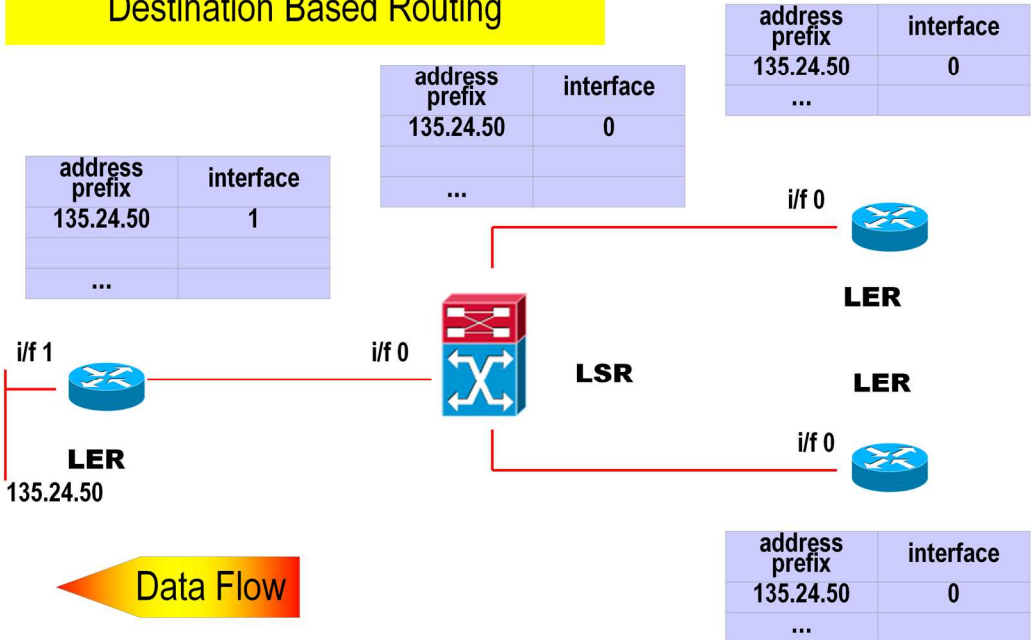 Destination Based Routing
address prefix interface
135.24.50 0
...
address prefix interface
135.24.50 0
...
address prefix interface
135.24.50 1
...
i/f 0
LER
i/f 1
i/f 0
LSR
LER
LER
i/f 0
135.24.50
Data Flow
address prefix interface
135.24.50 0
...